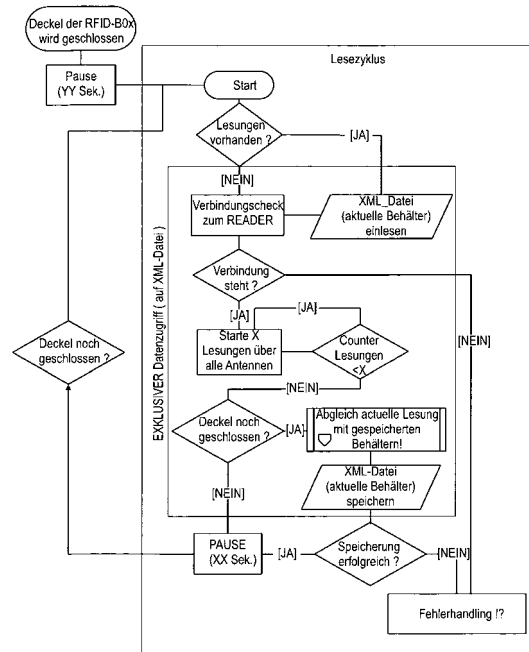 Deckel der RFID-B0x
wird geschlossen
Lesezyklus
Pause
(YY Sek.)
Start
Lesungen
vorhanden ?
[JA]
[NEIN]
Verbindungscheck
zum READER
XML_Datei
(aktuelle Behälter)
einlesen
EXKLUSIVER Datenzugriff ( auf XML-Datei )
Verbindung
steht ?
[JA]
[JA]
[NEIN]
Starte X
Lesungen über
alle Antennen
Counter
Lesungen
<X
Deckel noch
geschlossen ?
[NEIN]
Deckel noch
geschlossen ?
[JA]
Abgleich actuelle Lesung
mit gespeicherten
Behältern!
[NEIN]
XML-Datei
(aktuelle Behälter)
speichern
PAUSE
(XX Sek.)
[JA]
Speicherung
erfolgreich ?
[NEIN]
Fehlerhandling !?